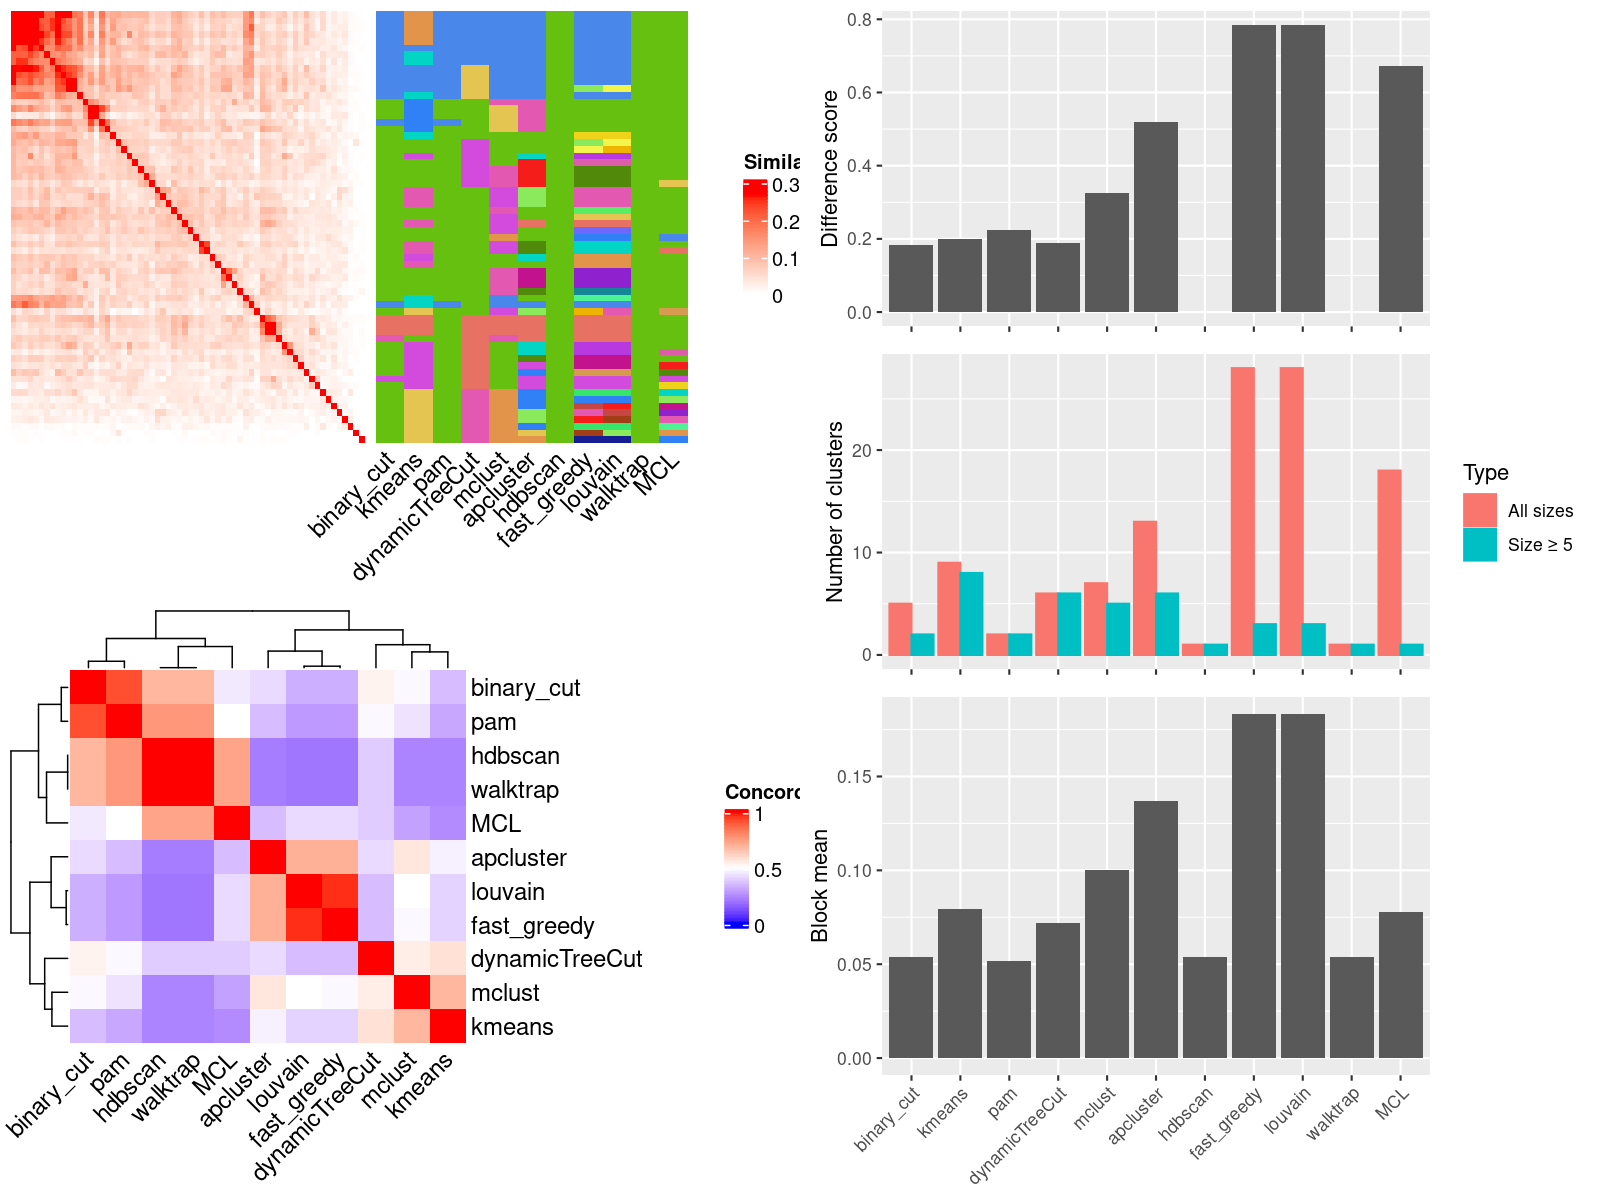 Simila
0.3
0.2
0.1
0
binary_cut
kmeans
pam
dynamicTreeCut
mclust
apcluster
hdbscan
fast_greedy
louvain
walktrap
MCL
binary_cut
pam
hdbscan
walktrap
MCL
apcluster
louvain
fast_greedy
dynamicTreeCut
mclust
kmeans
binary_cut
pam
hdbscan
walktrap
MCL
apcluster
louvain
fast_greedy
dynamicTreeCut
mclust
kmeans
Conco
1
0.5
0
Difference score
0.8
0.6
0.4
0.2
0.0
Number of clusters
20
10
0
Type
All sizes
Size ≥ 5
Block mean
0.15
0.10
0.05
0.00
binary_cut
kmeans
pam
dynamicTreeCut
mclust
apcluster
hdbscan
fast_greedy
louvain
walktrap
MCL